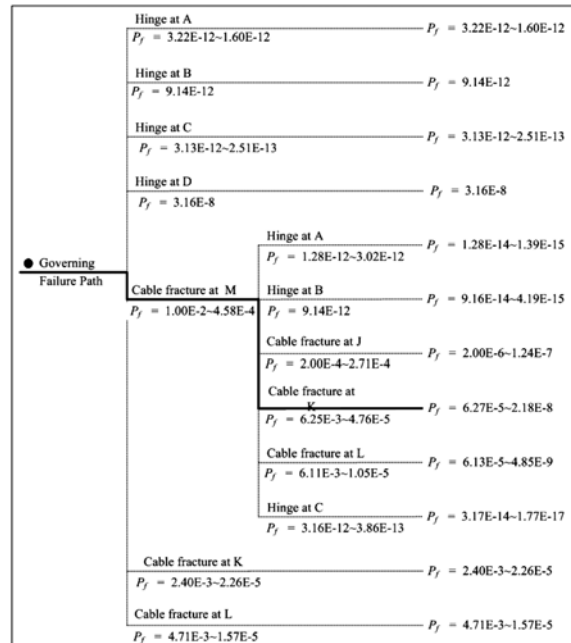 Hinge at A
P_f = 3.22E-12~1.60E-12
P_f = 3.22E-12~1.60E-12
Hinge at B
P_f = 9.14E-12
P_f = 9.14E-12
Hinge at C
P_f = 3.13E-12~2.51E-13
P_f = 3.13E-12~2.51E-13
Hinge at D
P_f = 3.16E-8
P_f = 3.16E-8
Governing
Failure Path
Cable fracture at M
P_f = 1.00E-2~4.58E-4
Hinge at A
P_f = 1.28E-12~3.02E-12
P_f = 1.28E-14~1.39E-15
Hinge at B
P_f = 9.14E-12
P_f = 9.16E-14~4.19E-15
Cable fracture at J
P_f = 2.00E-4~2.71E-4
P_f = 2.00E-6~1.24E-7
Cable fracture at
K
P_f = 6.25E-3~4.76E-5
P_f = 6.27E-5~2.18E-8
Cable fracture at L
P_f = 6.11E-3~1.05E-5
P_f = 6.13E-5~4.85E-9
Hinge at C
P_f = 3.16E-12~3.86E-13
P_f = 3.17E-14~1.77E-17
Cable fracture at K
P_f = 2.40E-3~2.26E-5
P_f = 2.40E-3~2.26E-5
Cable fracture at L
P_f = 4.71E-3~1.57E-5
P_f = 4.71E-3~1.57E-5